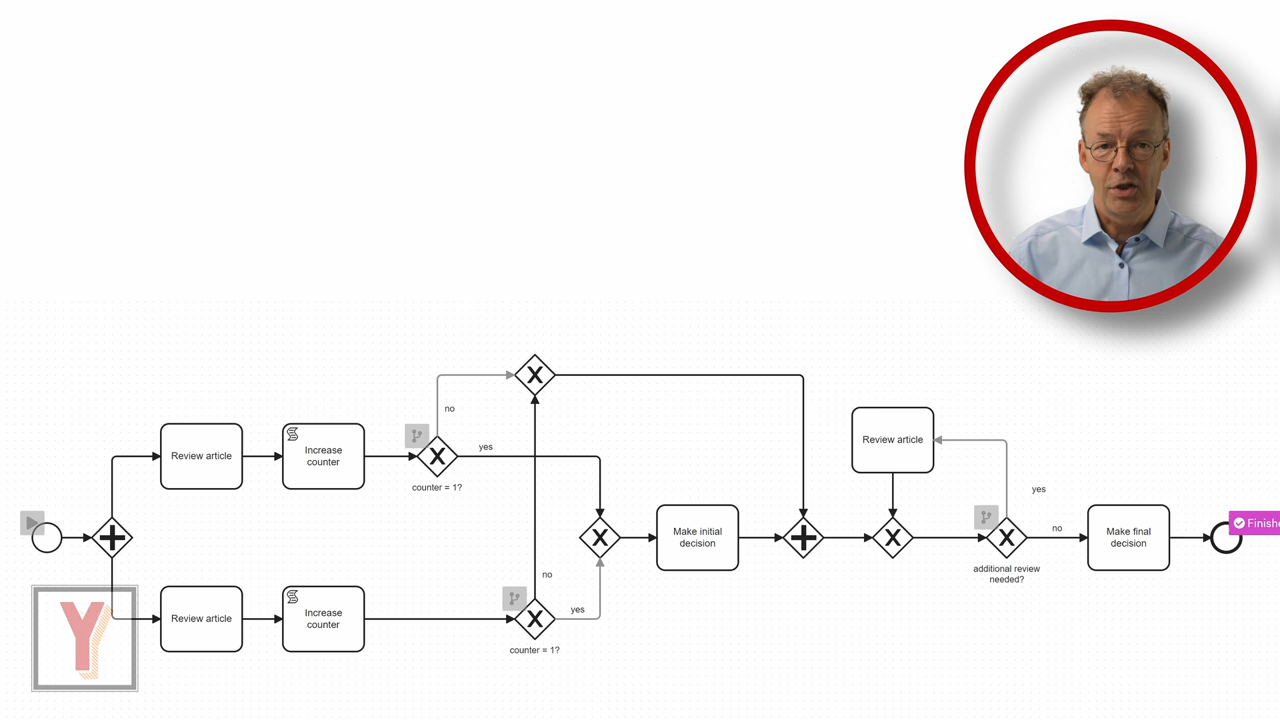 no
Review article
Increase
counter
yes
counter = 1?
Review article
yes
Make initial
decision
no
additional review
needed?
Make final
decision
Finishe
no
Review article
Increase
counter
yes
counter = 1?
Y